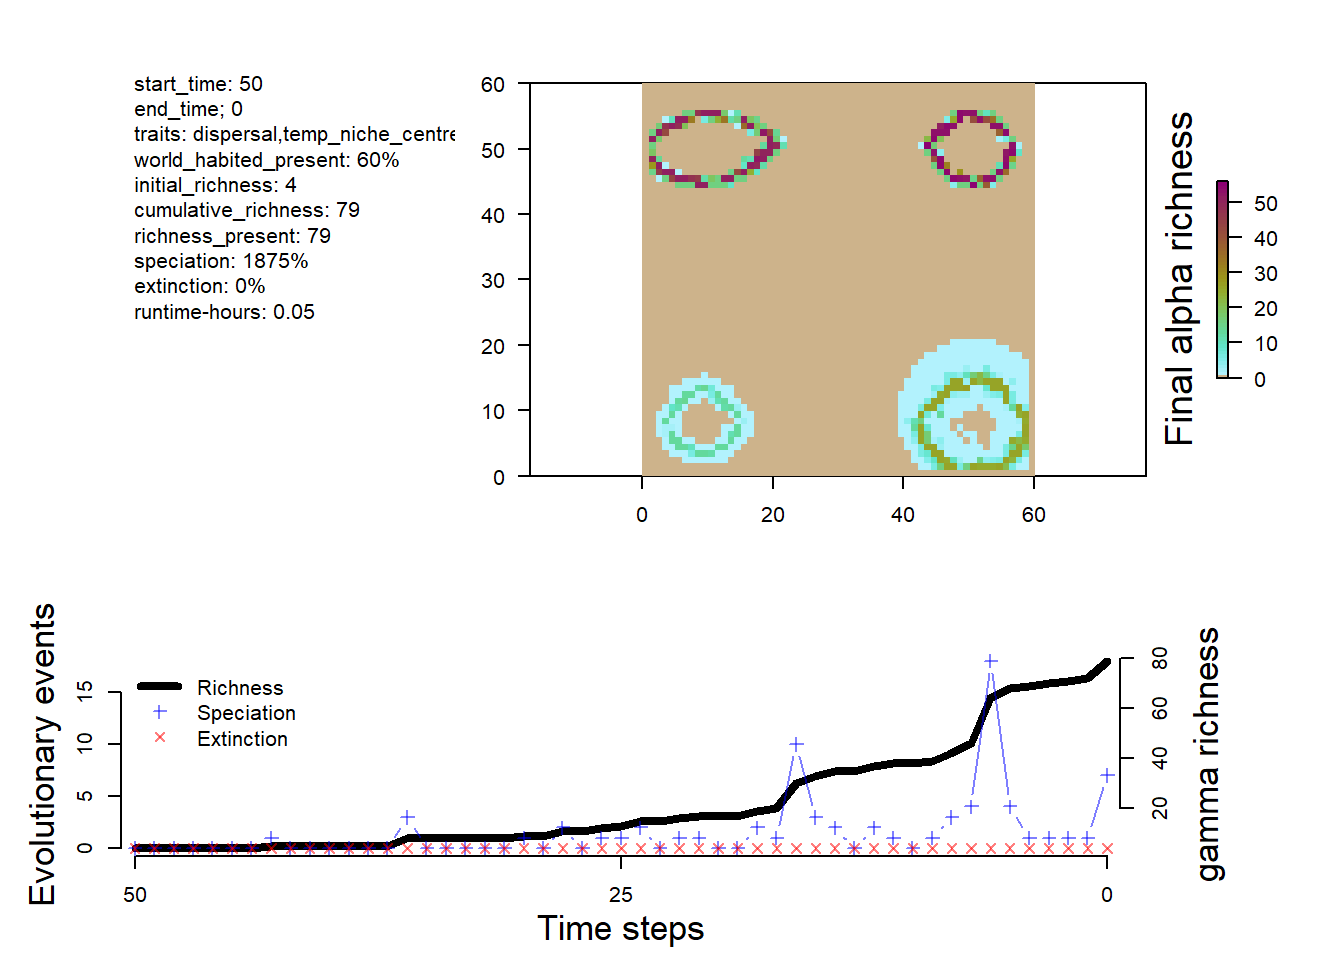 start_time: 50
end_time; 0
traits: dispersal,temp_niche_centre
world_habited_present: 60%
initial_richness: 4
cumulative_richness: 79
richness_present: 79
speciation: 1875%
extinction: 0%
runtime-hours: 0.05
60
50
40
30
20
10
0
0 20 40 60
Final alpha richness
50
40
30
20
10
0
Evolutionary events
15
10
5
0
Richness
Speciation
Extinction
80
60
40
20
gamma richness
50 25 0
Time steps